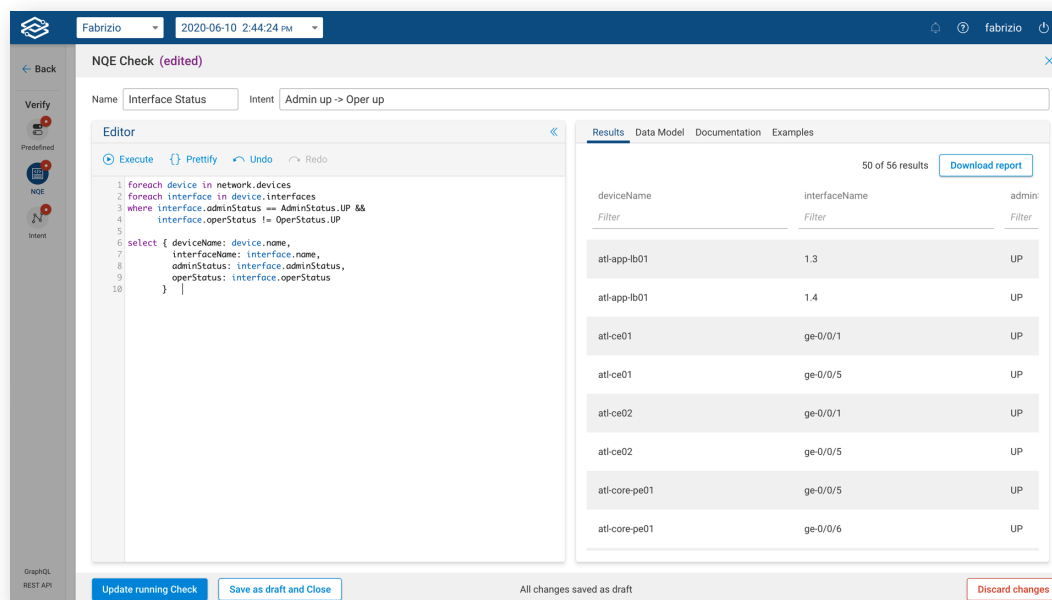 Fabrizio
2020-06-10 2:44:24 PM
fabrizio
Back
NQE Check (edited)
Name Interface Status Intent Admin up -> Oper up
Verify
Predefined
NQE
Intent
Editor
Execute {} Prettify Undo Redo
1 foreach device in network.devices
2 foreach interface in device.interfaces
3 where interface.adminStatus == AdminStatus.UP &&
4 interface.operStatus != OperStatus.UP
5
6 select { deviceName: device.name,
7 interfaceName: interface.name,
8 adminStatus: interface.adminStatus,
9 operStatus: interface.operStatus
10 }
Results Data Model Documentation Examples
50 of 56 results Download report
deviceName interfaceName admin
Filter Filter Filter
atl-app-lb01 1.3 UP
atl-app-lb01 1.4 UP
atl-ce01 ge-0/0/1 UP
atl-ce01 ge-0/0/5 UP
atl-ce02 ge-0/0/1 UP
atl-ce02 ge-0/0/5 UP
atl-core-pe01 ge-0/0/5 UP
atl-core-pe01 ge-0/0/6 UP
GraphQL
REST API
Update running Check Save as draft and Close All changes saved as draft Discard changes